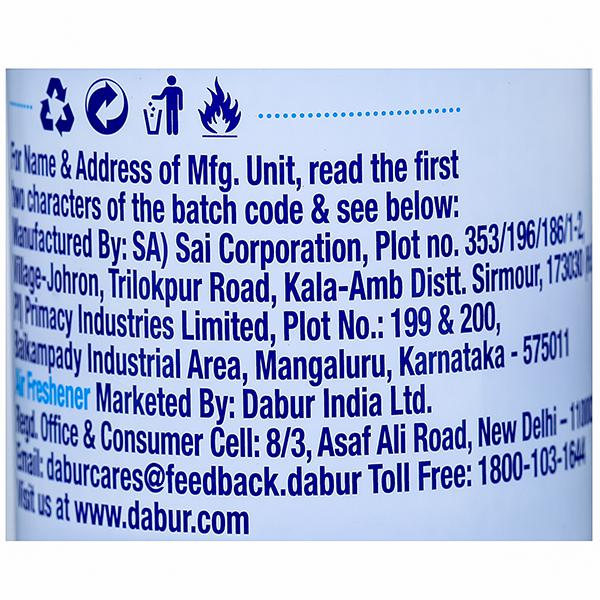 For Name & Address of Mfg. Unit, read the first
two characters of the batch code & see below:
Manufactured By: SA) Sai Corporation, Plot no. 353/196/186/1-2,
Village-Johron, Trilokpur Road, Kala-Amb Distt. Sirmour, 173030
PI) Primacy Industries Limited, Plot No.: 199 & 200,
Baikampady Industrial Area, Mangaluru, Karnataka - 575011
Air Freshener Marketed By: Dabur India Ltd.
Regd. Office & Consumer Cell: 8/3, Asaf Ali Road, New Delhi -
Email: daburcares@feedback.dabur Toll Free: 1800-103-1644
Visit us at www.dabur.com